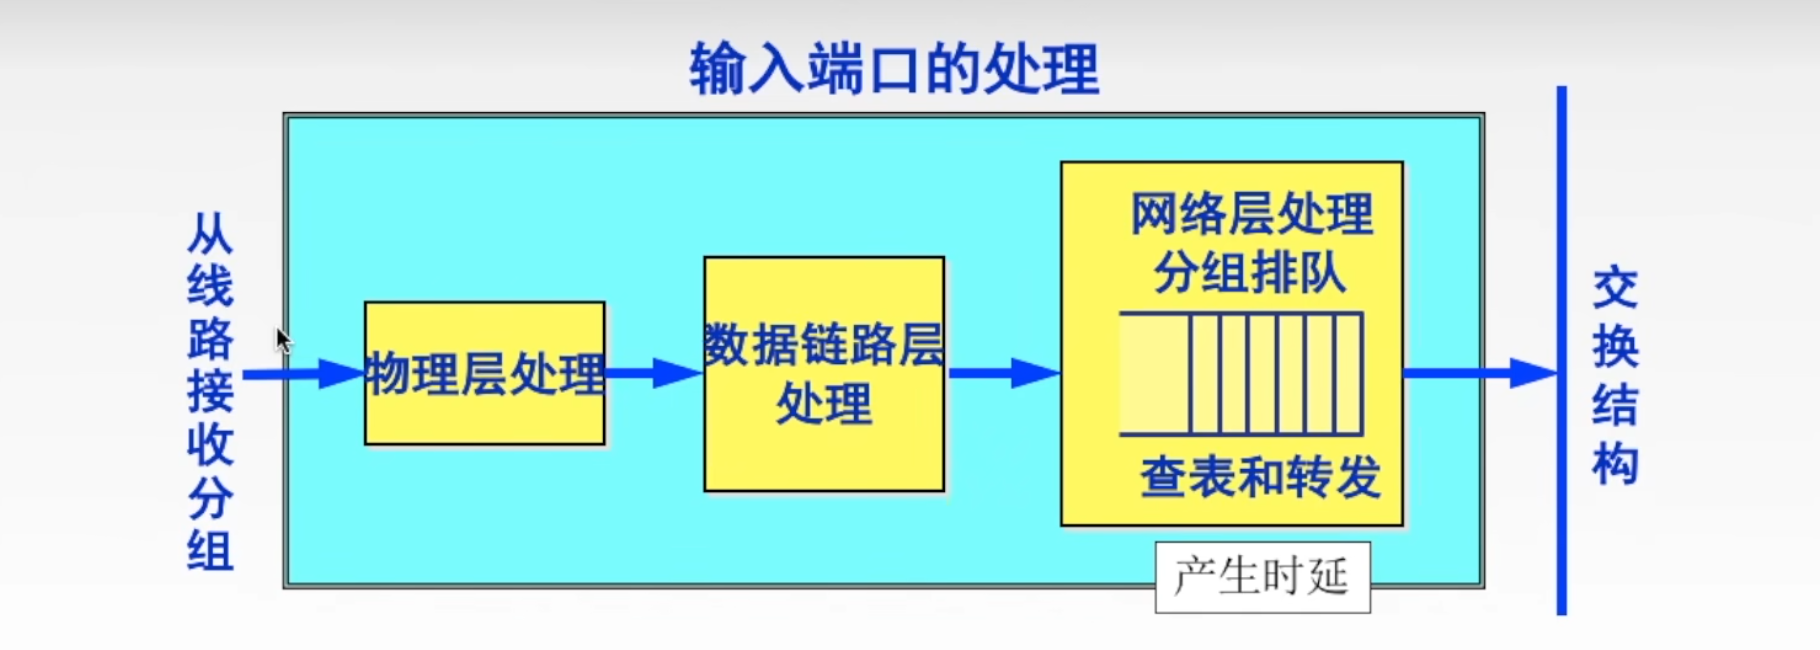 输入端口的处理
从线路接收分组
物理层处理
数据链路层
处理
网络层处理
分组排队
查表和转发
产生时延
交换结构